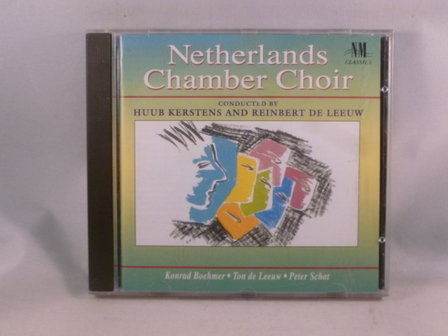 Netherlands
Chamber Choir
NM
CLASSICS
CONDUCTED BY
HUUB KERSTENS AND REINBERT DE LEEUW
Konrad Boehmer • Ton de Leeuw • Peter Schat